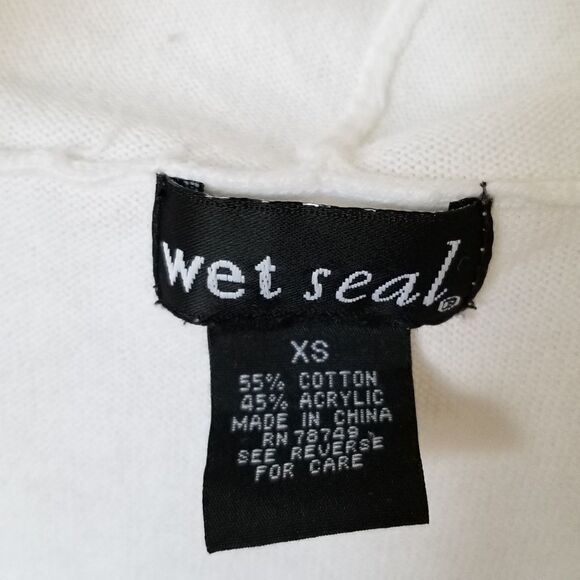 wet seal®
XS
55% COTTON
45% ACRYLIC
MADE IN CHINA
RN 78749
SEE REVERSE
FOR CARE